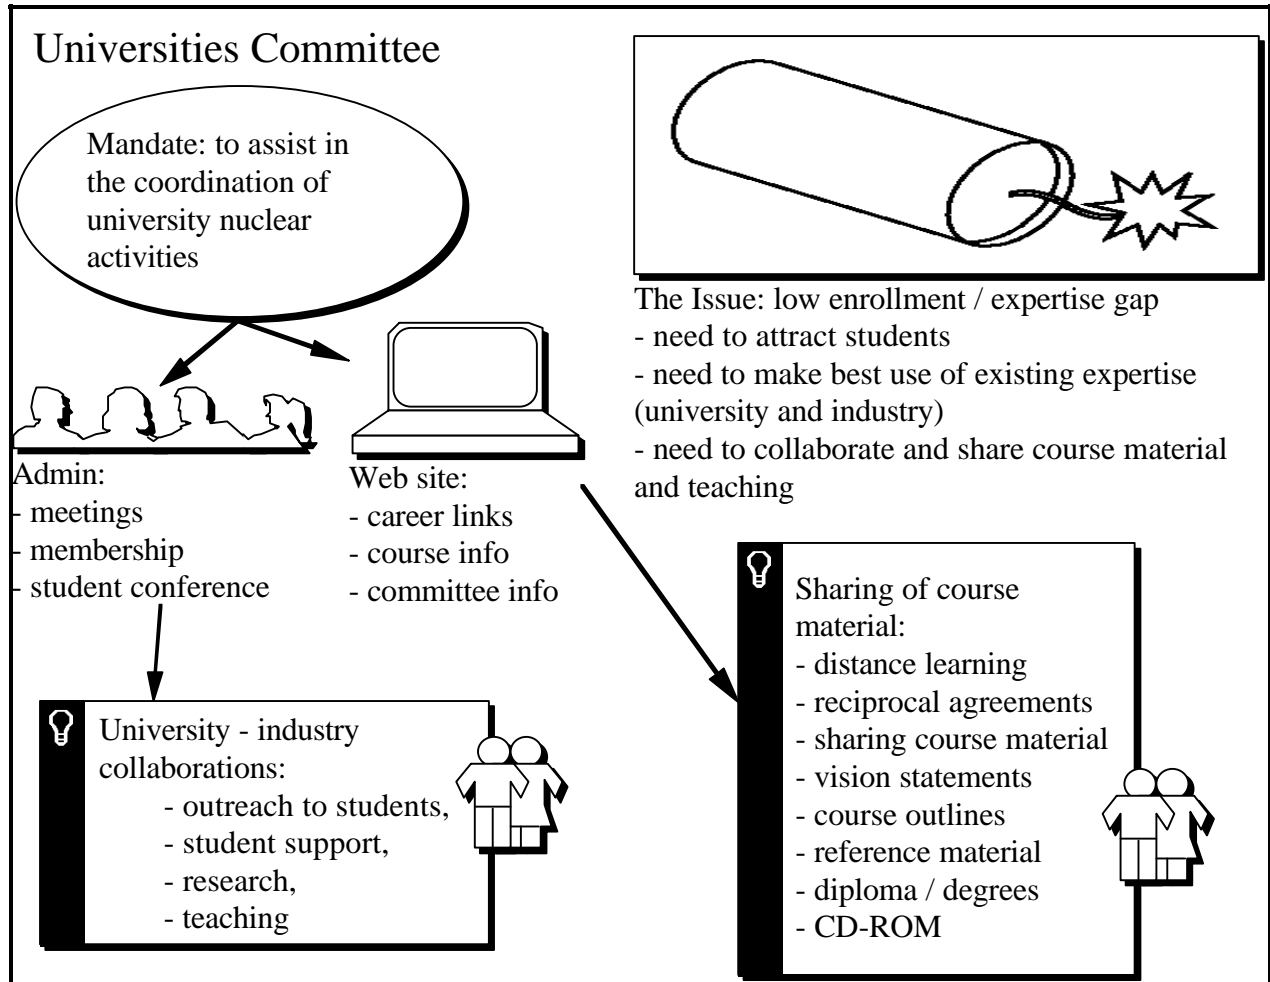 Universities Committee
Mandate: to assist in
the coordination of
university nuclear
activities
The Issue: low enrollment / expertise gap
- need to attract students
- need to make best use of existing expertise
(university and industry)
- need to collaborate and share course material
and teaching
Admin:
- meetings
- membership
- student conference
Web site:
- career links
- course info
- committee info
University - industry
collaborations:
- outreach to students,
- student support,
- research,
- teaching
Sharing of course
material:
- distance learning
- reciprocal agreements
- sharing course material
- vision statements
- course outlines
- reference material
- diploma / degrees
- CD-ROM